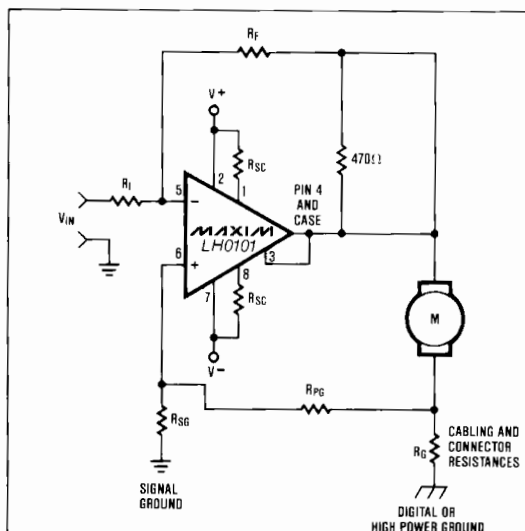 RF
V+
RSC
470Ω
2
1
PIN 4
AND
CASE
RI
5
−
VIN
MAXIM
LH0101
3
6
+
8
7
RSC
M
V−
RPG
RSG
CABLING AND
CONNECTOR
RESISTANCES
RG
SIGNAL
GROUND
DIGITAL OR
HIGH POWER GROUND